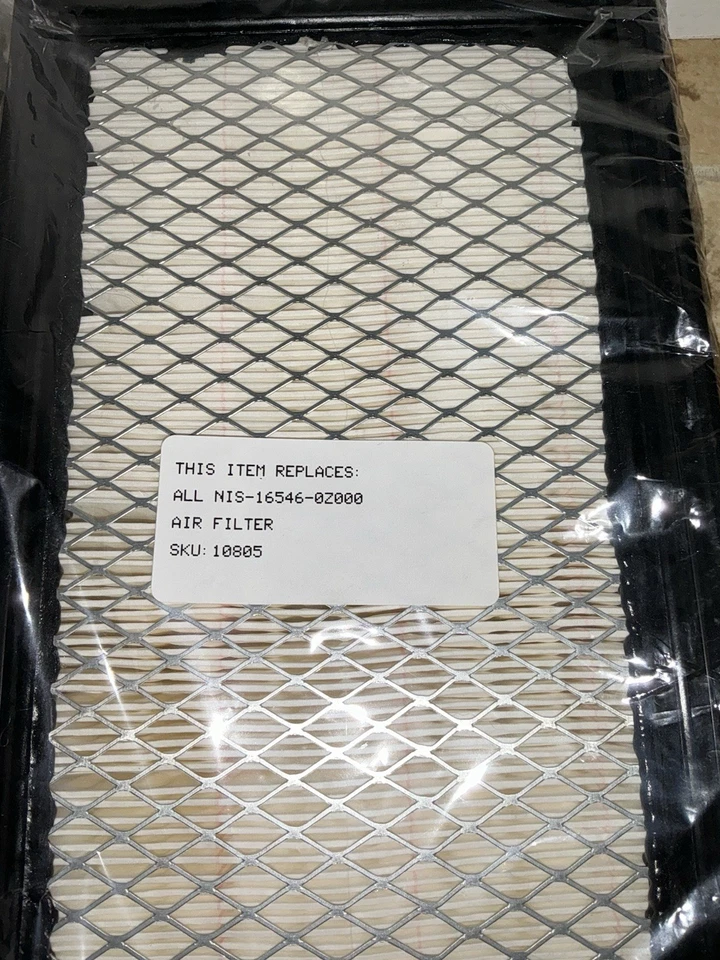 THIS ITEM REPLACES:
ALL NIS-16546-0Z000
AIR FILTER
SKU: 10805